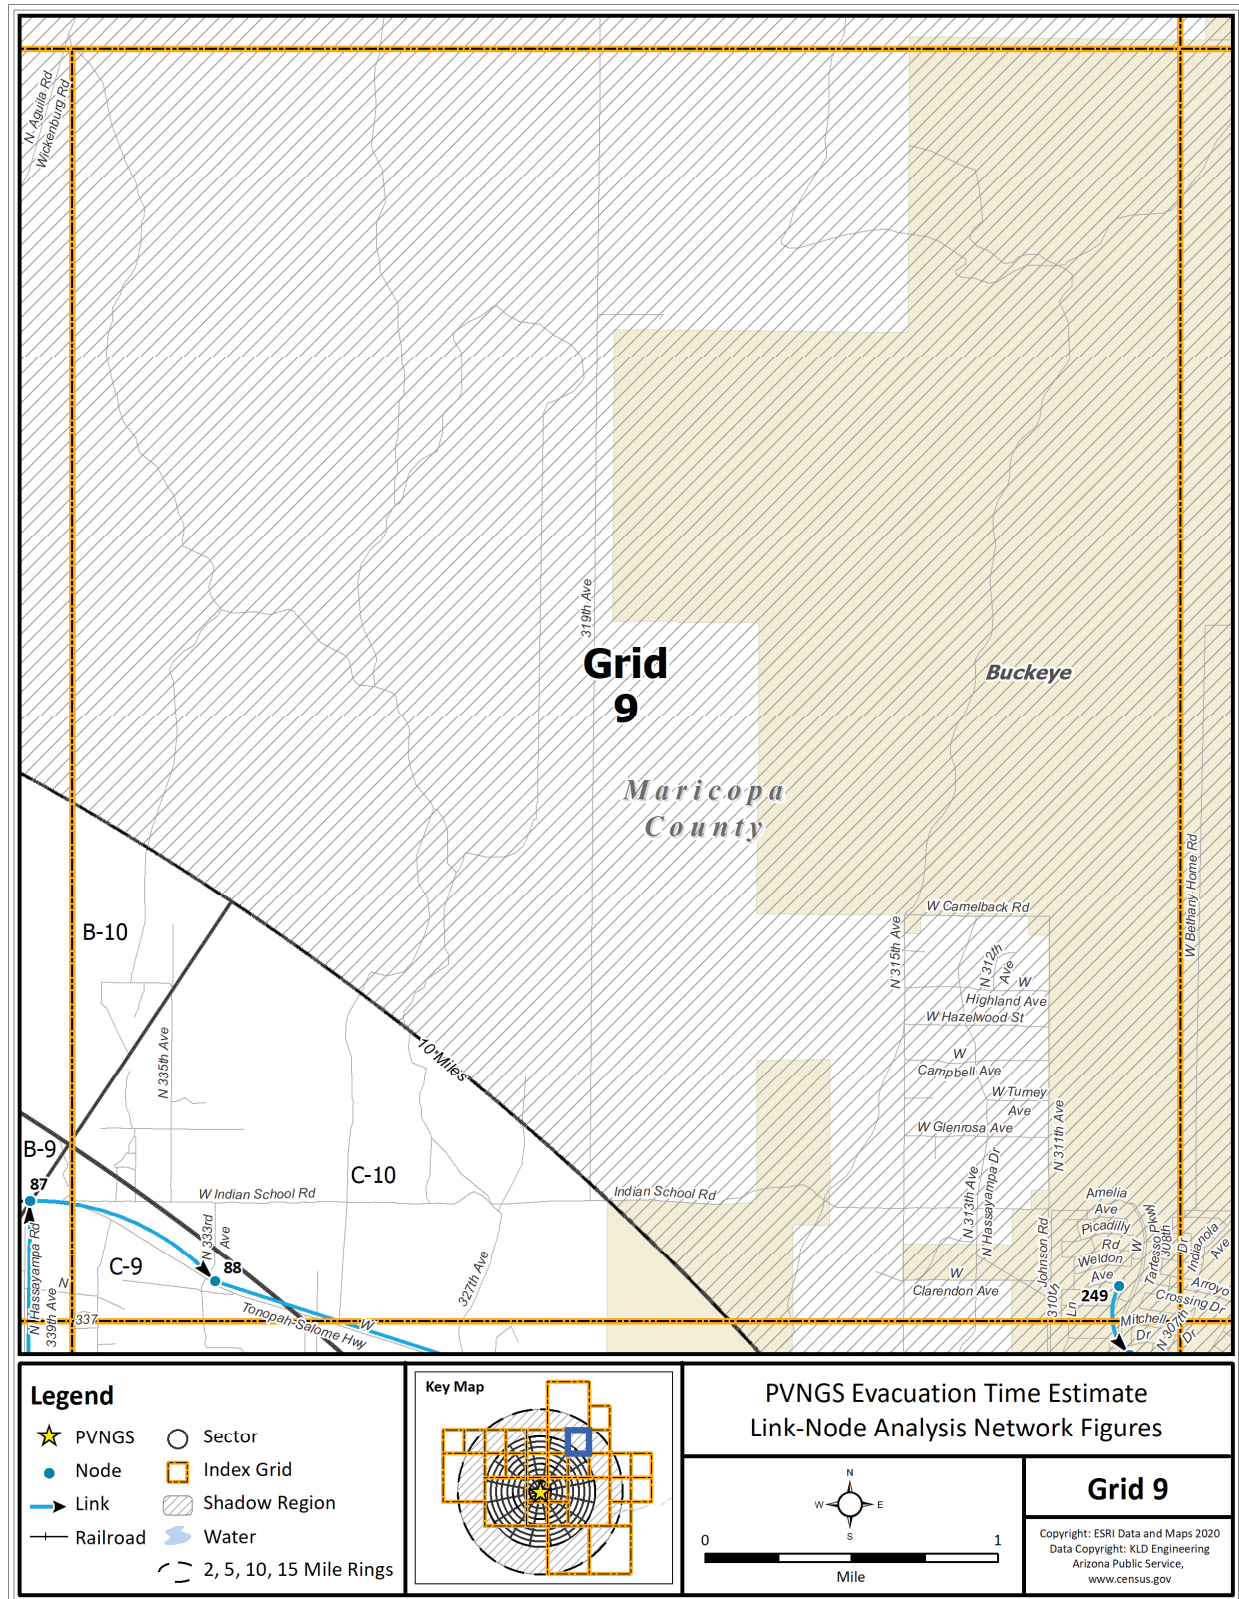 N Aguila Rd
Wickenburg Rd
319th Ave
Grid
9
Buckeye
Maricopa
County
W Bethany Home Rd
W Camelback Rd
N 315th Ave
N 312th
Ave
W
Highland Ave
W Hazelwood St
W
Campbell Ave
W Turney
Ave
W Glenrosa Ave
N 311th Ave
B-10
N 335th Ave
10 Miles
B-9
87
C-10
W Indian School Rd
Indian School Rd
N 333rd
Ave
88
C-9
N Hassayampa Rd
339th Ave
N
337
Tonopah-Salome Hwy
W
327th Ave
N 313th Ave
N Hassayampa Dr
W
Clarendon Ave
Johnson Rd
310th
Ln
Amelia
Ave
Picadilly
Rd
Weldon
Ave
249
W
Tartesso Pkwy
308th
Dr
Indianola
Ave
Arroyo
Crossing Dr
Mitchell
Dr
N 307th
Dr
Legend
PVNGS
Sector
Node
Index Grid
Link
Shadow Region
Railroad
Water
2, 5, 10, 15 Mile Rings
Key Map
PVNGS Evacuation Time Estimate
Link-Node Analysis Network Figures
N
W
E
S
0
1
Mile
Grid 9
Copyright: ESRI Data and Maps 2020
Data Copyright: KLD Engineering
Arizona Public Service,
www.census.gov